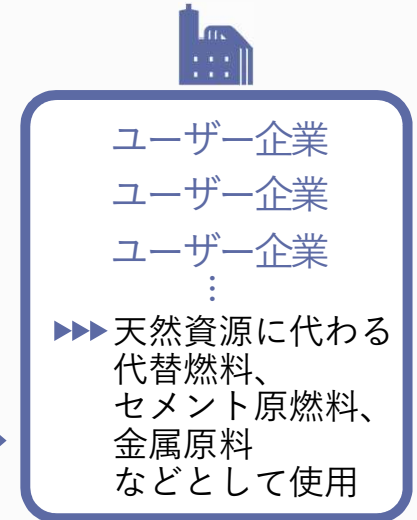 ユーザー企業
ユーザー企業
ユーザー企業
⋮
▶▶▶天然資源に代わる
代替燃料、
セメント原燃料、
金属原料
などとして使用